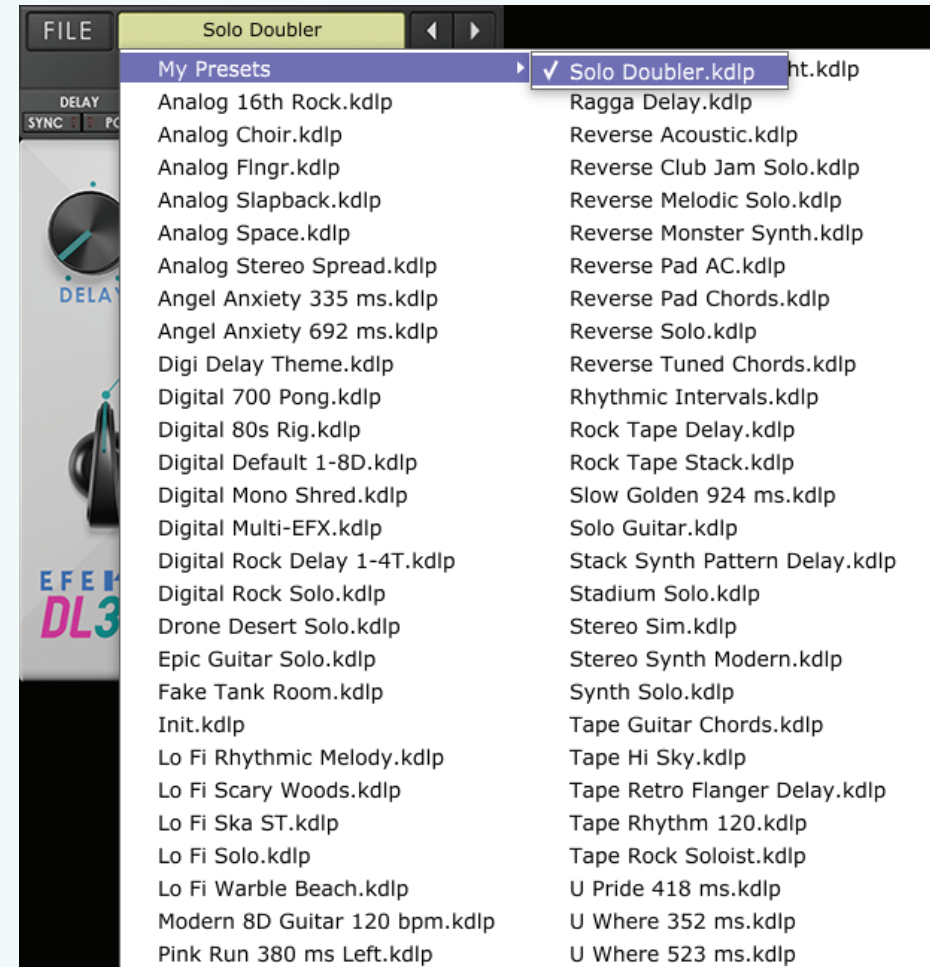 FILE
Solo Doubler
My Presets
Solo Doubler.kdlp
ht.kdlp
DELAY
SYNC
Analog 16th Rock.kdlp
Analog Choir.kdlp
Analog Flngr.kdlp
Analog Slapback.kdlp
Analog Space.kdlp
Analog Stereo Spread.kdlp
Angel Anxiety 335 ms.kdlp
Angel Anxiety 692 ms.kdlp
Digi Delay Theme.kdlp
Digital 700 Pong.kdlp
Digital 80s Rig.kdlp
Digital Default 1-8D.kdlp
Digital Mono Shred.kdlp
Digital Multi-EFX.kdlp
Digital Rock Delay 1-4T.kdlp
Digital Rock Solo.kdlp
Drone Desert Solo.kdlp
Epic Guitar Solo.kdlp
Fake Tank Room.kdlp
Init.kdlp
Lo Fi Rhythmic Melody.kdlp
Lo Fi Scary Woods.kdlp
Lo Fi Ska ST.kdlp
Lo Fi Solo.kdlp
Lo Fi Warble Beach.kdlp
Modern 8D Guitar 120 bpm.kdlp
Pink Run 380 ms Left.kdlp
Ragga Delay.kdlp
Reverse Acoustic.kdlp
Reverse Club Jam Solo.kdlp
Reverse Melodic Solo.kdlp
Reverse Monster Synth.kdlp
Reverse Pad AC.kdlp
Reverse Pad Chords.kdlp
Reverse Solo.kdlp
Reverse Tuned Chords.kdlp
Rhythmic Intervals.kdlp
Rock Tape Delay.kdlp
Rock Tape Stack.kdlp
Slow Golden 924 ms.kdlp
Solo Guitar.kdlp
Stack Synth Pattern Delay.kdlp
Stadium Solo.kdlp
Stereo Sim.kdlp
Stereo Synth Modern.kdlp
Synth Solo.kdlp
Tape Guitar Chords.kdlp
Tape Hi Sky.kdlp
Tape Retro Flanger Delay.kdlp
Tape Rhythm 120.kdlp
Tape Rock Soloist.kdlp
U Pride 418 ms.kdlp
U Where 352 ms.kdlp
U Where 523 ms.kdlp
DELA
EFE
DL3